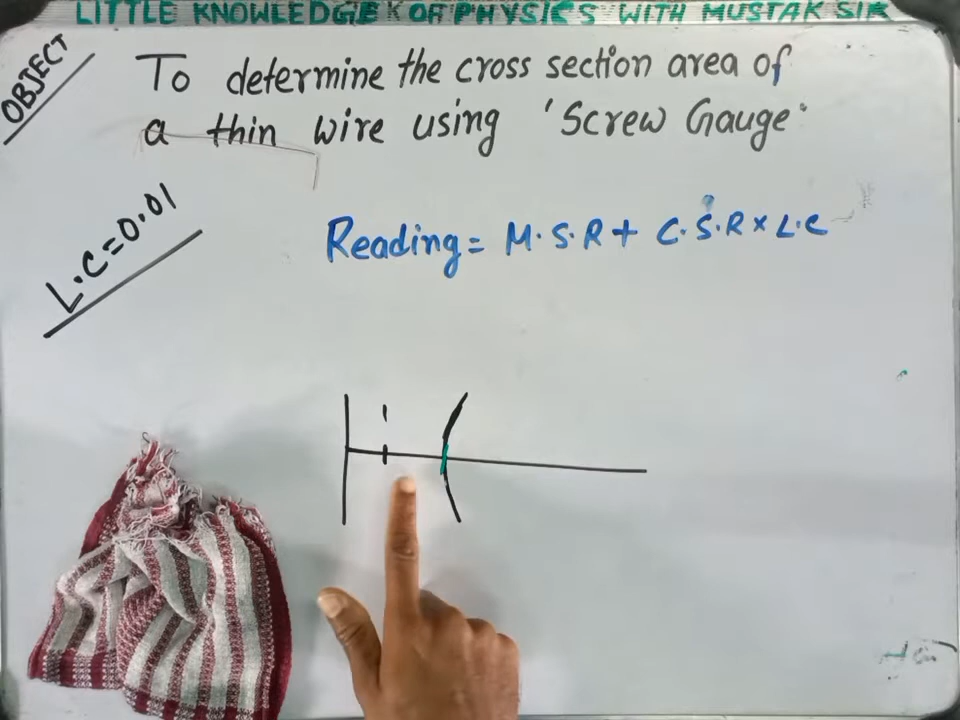 LITTLE KNOWLEDGE OF PHYSICS WITH MUSTAK SIR
OBJECT
To determine the cross section area of
a thin wire using 'Screw Gauge'
L.C=0.01
Reading= M.S.R+ C.S.R×L.C
1